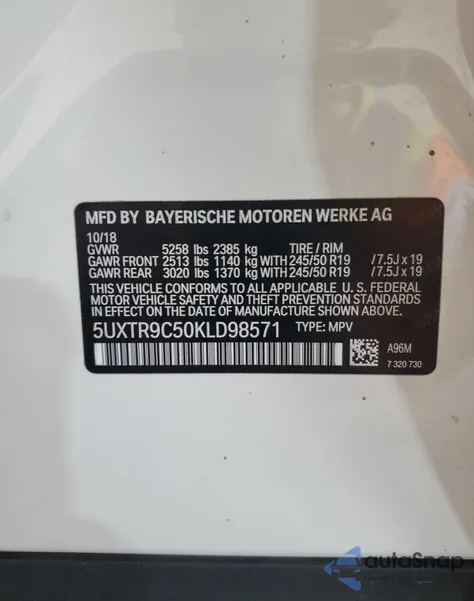 MFD BY BAYERISCHE MOTOREN WERKE AG
10/18
GVWR 5258 lbs 2385 kg TIRE / RIM
GAWR FRONT 2513 lbs 1140 kg WITH 245/50 R19 /7.5J x 19
GAWR REAR 3020 lbs 1370 kg WITH 245/50 R19 /7.5J x 19
THIS VEHICLE CONFORMS TO ALL APPLICABLE U. S. FEDERAL
MOTOR VEHICLE SAFETY, BUMPER, AND THEFT PREVENTION STANDARDS
IN EFFECT ON THE DATE OF MANUFACTURE SHOWN ABOVE.
5UXTR9C50KLD98571 TYPE: MPV
A96M
7 320 730
autoSnap